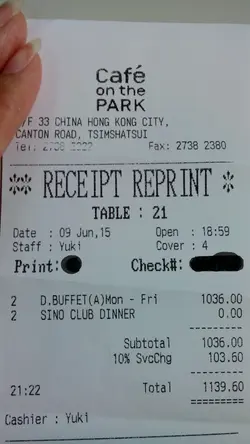 Café
on the
PARK
/F 33 CHINA HONG KONG CITY,
CANTON ROAD, TSIMSHATSUI
Tel: 2738 Fax: 2738 2380
** RECEIPT REPRINT *
TABLE : 21
Date : 09 Jun,15 Open : 18:59
Staff : Yuki Cover : 4
Print: Check#:
2 D.BUFFET(A)Mon - Fri 1036.00
2 SINO CLUB DINNER 0.00
---------
Subtotal 1036.00
10% SvcChg 103.60
---------
21:22 Total 1139.60
=========
Cashier : Yuki